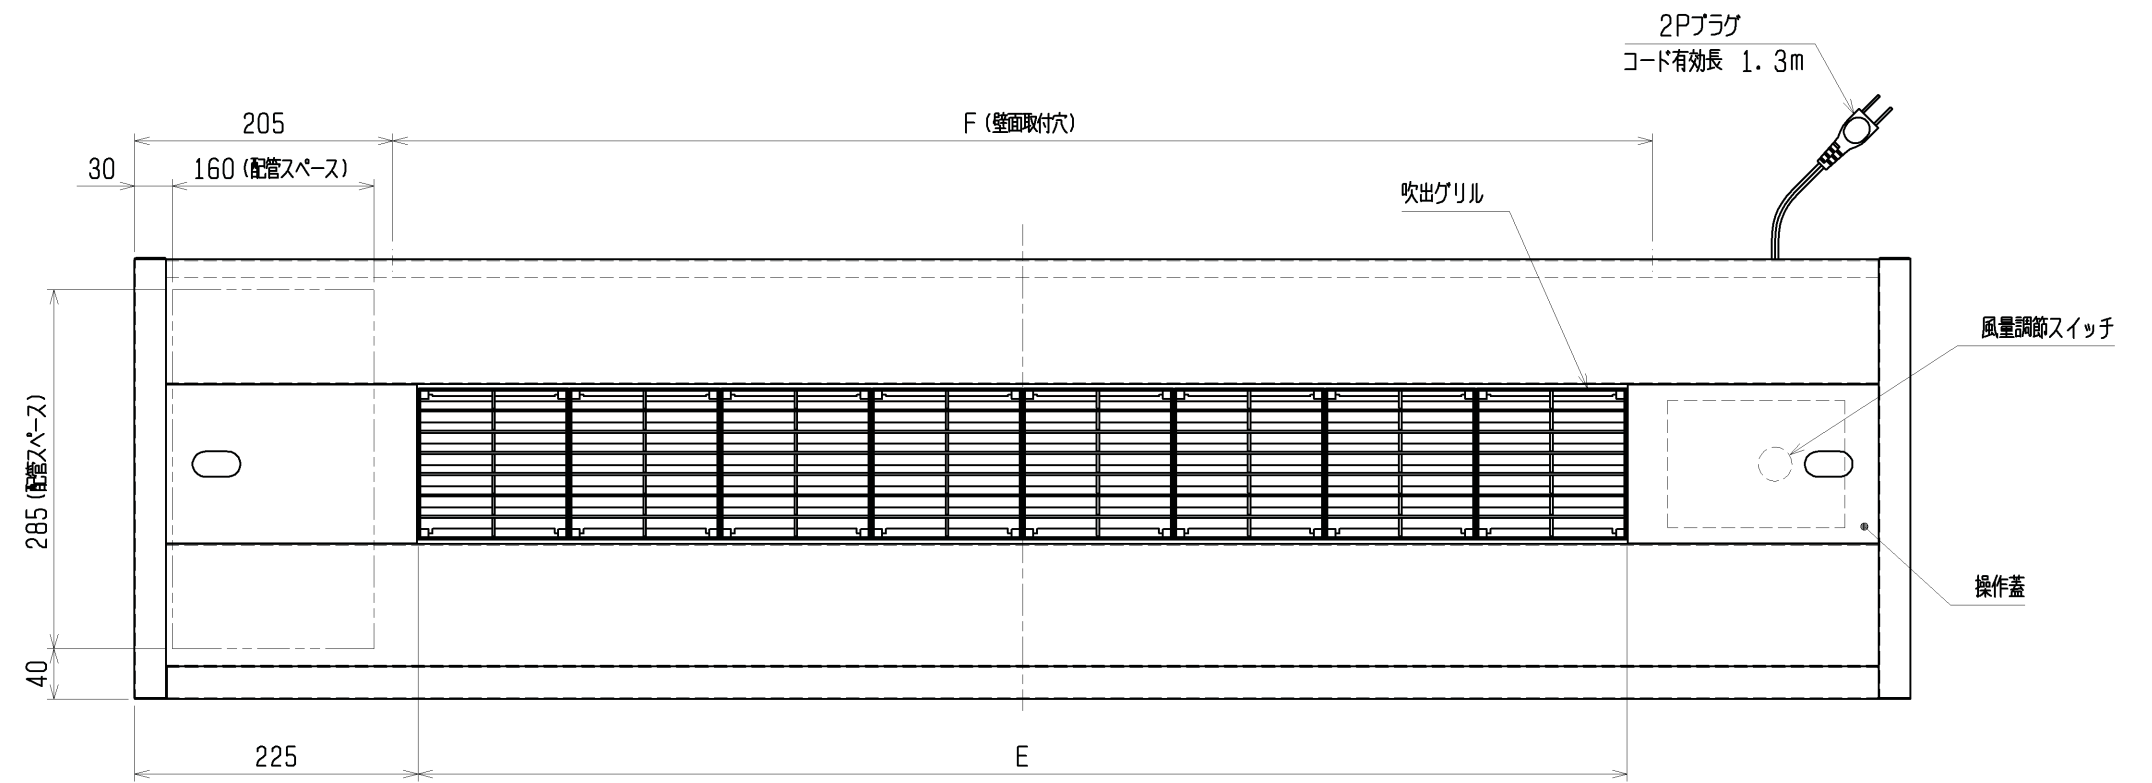 2Pプラグ
コード有効長 1.3m
205
F(壁面取付穴)
30
160(配管スペース)
吹出グリル
風量調節スイッチ
285(配管スペース)
操作蓋
40
225
E